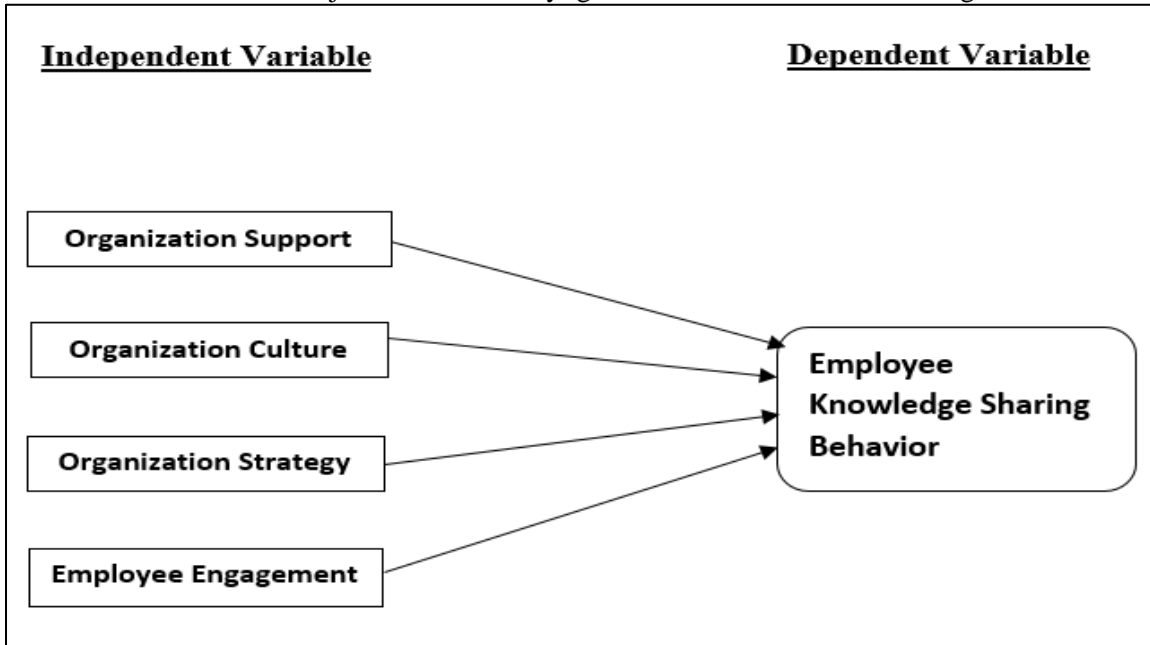 Independent Variable
Dependent Variable
Organization Support
Organization Culture
Organization Strategy
Employee Engagement
Employee
Knowledge Sharing
Behavior